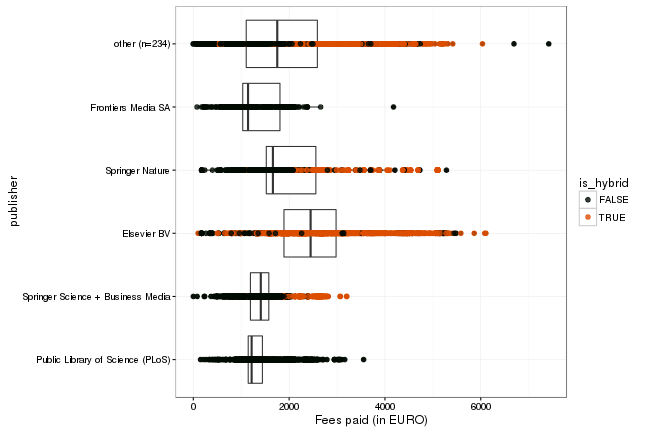 other (n=234)
Frontiers Media SA
Springer Nature
Elsevier BV
Springer Science + Business Media
Public Library of Science (PLoS)
publisher
0 2000 4000 6000
Fees paid (in EURO)
is_hybrid
FALSE
TRUE